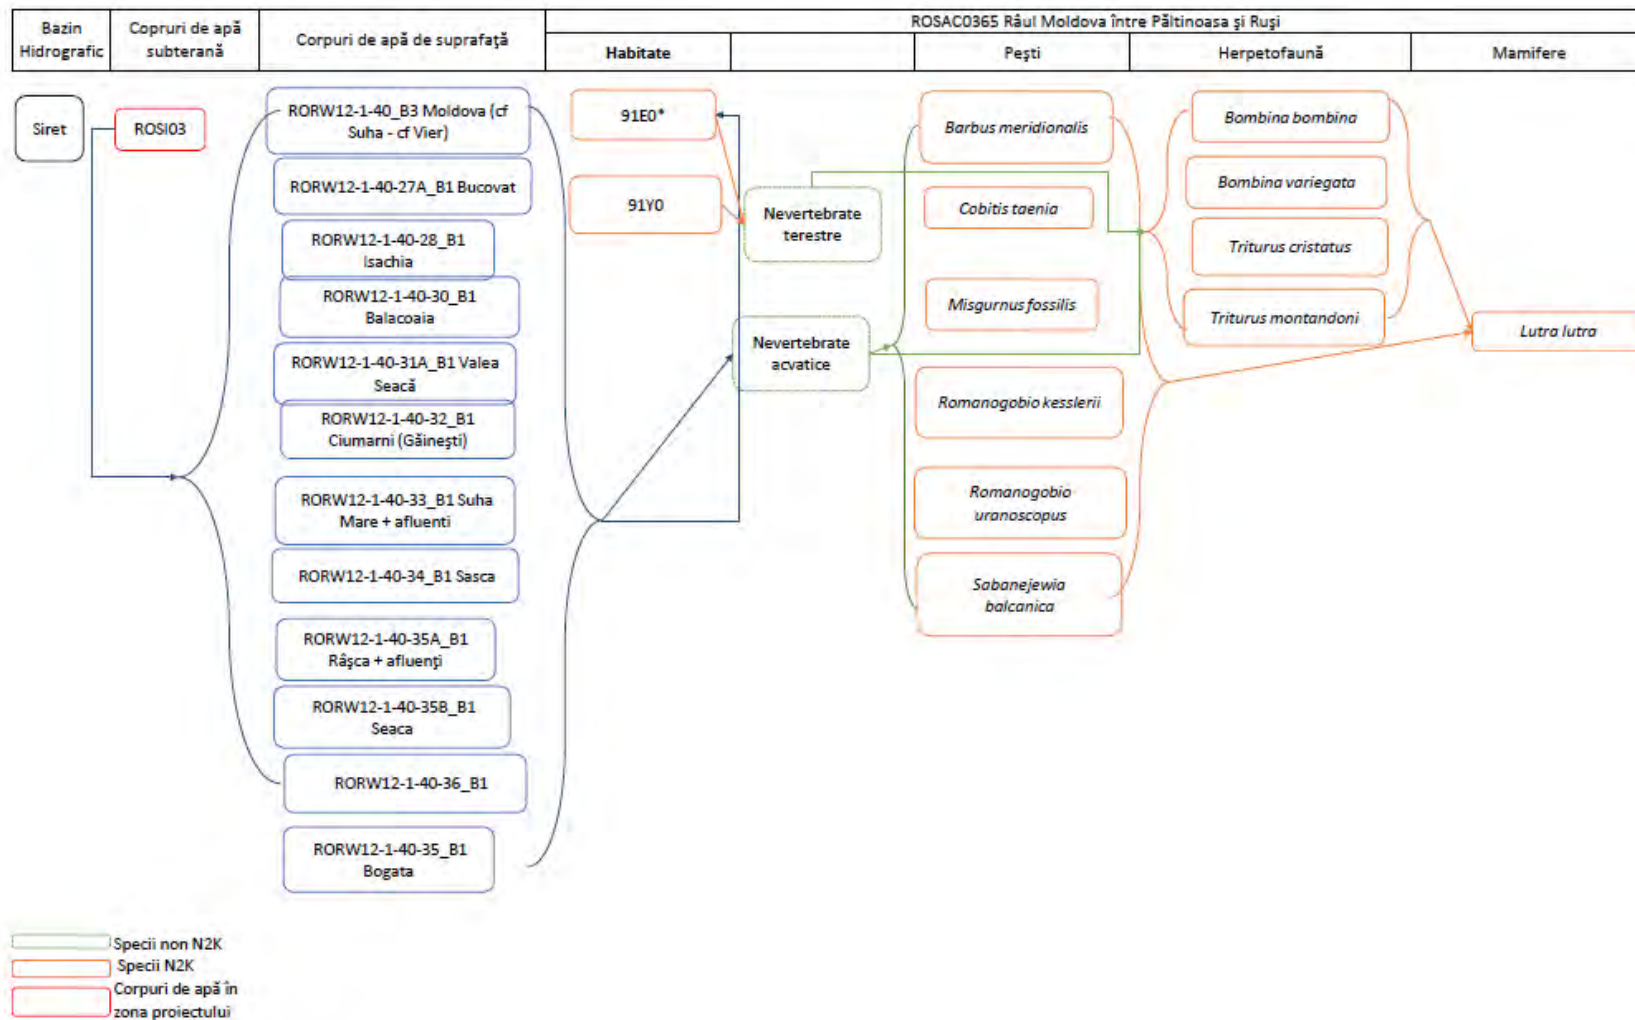 Bazin
Hidrografic
Copruri de apă
subterană
Corpuri de apă de suprafață
ROSAC0365 Râul Moldova între Păltinoasa și Ruși
Habitate
Pești
Herpetofaună
Mamifere
Siret
ROSI03
RORW12-1-40_B3 Moldova (cf
Suha - cf Vier)
RORW12-1-40-27A_B1 Bucovat
RORW12-1-40-28_B1
Isachia
RORW12-1-40-30_B1
Balacoaia
RORW12-1-40-31A_B1 Valea
Seacă
RORW12-1-40-32_B1
Ciumarni (Găinești)
RORW12-1-40-33_B1 Suha
Mare + afluenti
RORW12-1-40-34_B1 Sasca
RORW12-1-40-35A_B1
Râșca + afluenți
RORW12-1-40-35B_B1
Seaca
RORW12-1-40-36_B1
RORW12-1-40-35_B1
Bogata
91E0*
91Y0
Nevertebrate
terestre
Nevertebrate
acvatice
Barbus meridionalis
Cobitis taenia
Misgurnus fossilis
Romanogobio kesslerii
Romanogobio
uranoscopus
Sabanejewia
balcanica
Bombina bombina
Bombina variegata
Triturus cristatus
Triturus montandoni
Lutra lutra
Specii non N2K
Specii N2K
Corpuri de apă în
zona proiectului